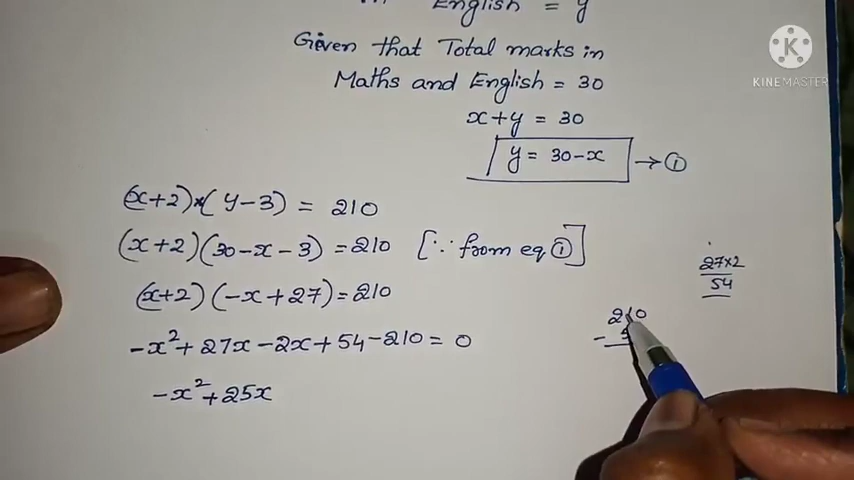 English = y
Given that Total marks in
Maths and English = 30
x+y = 30
y = 30-x → ①
(x+2)*(y-3) = 210
(x+2)(30-x-3) = 210 [∵ from eq ①]
(x+2)(-x+27) = 210
-x²+27x-2x+54-210 = 0
-x²+25x
27×2
54
210
-
K
KINEMASTER